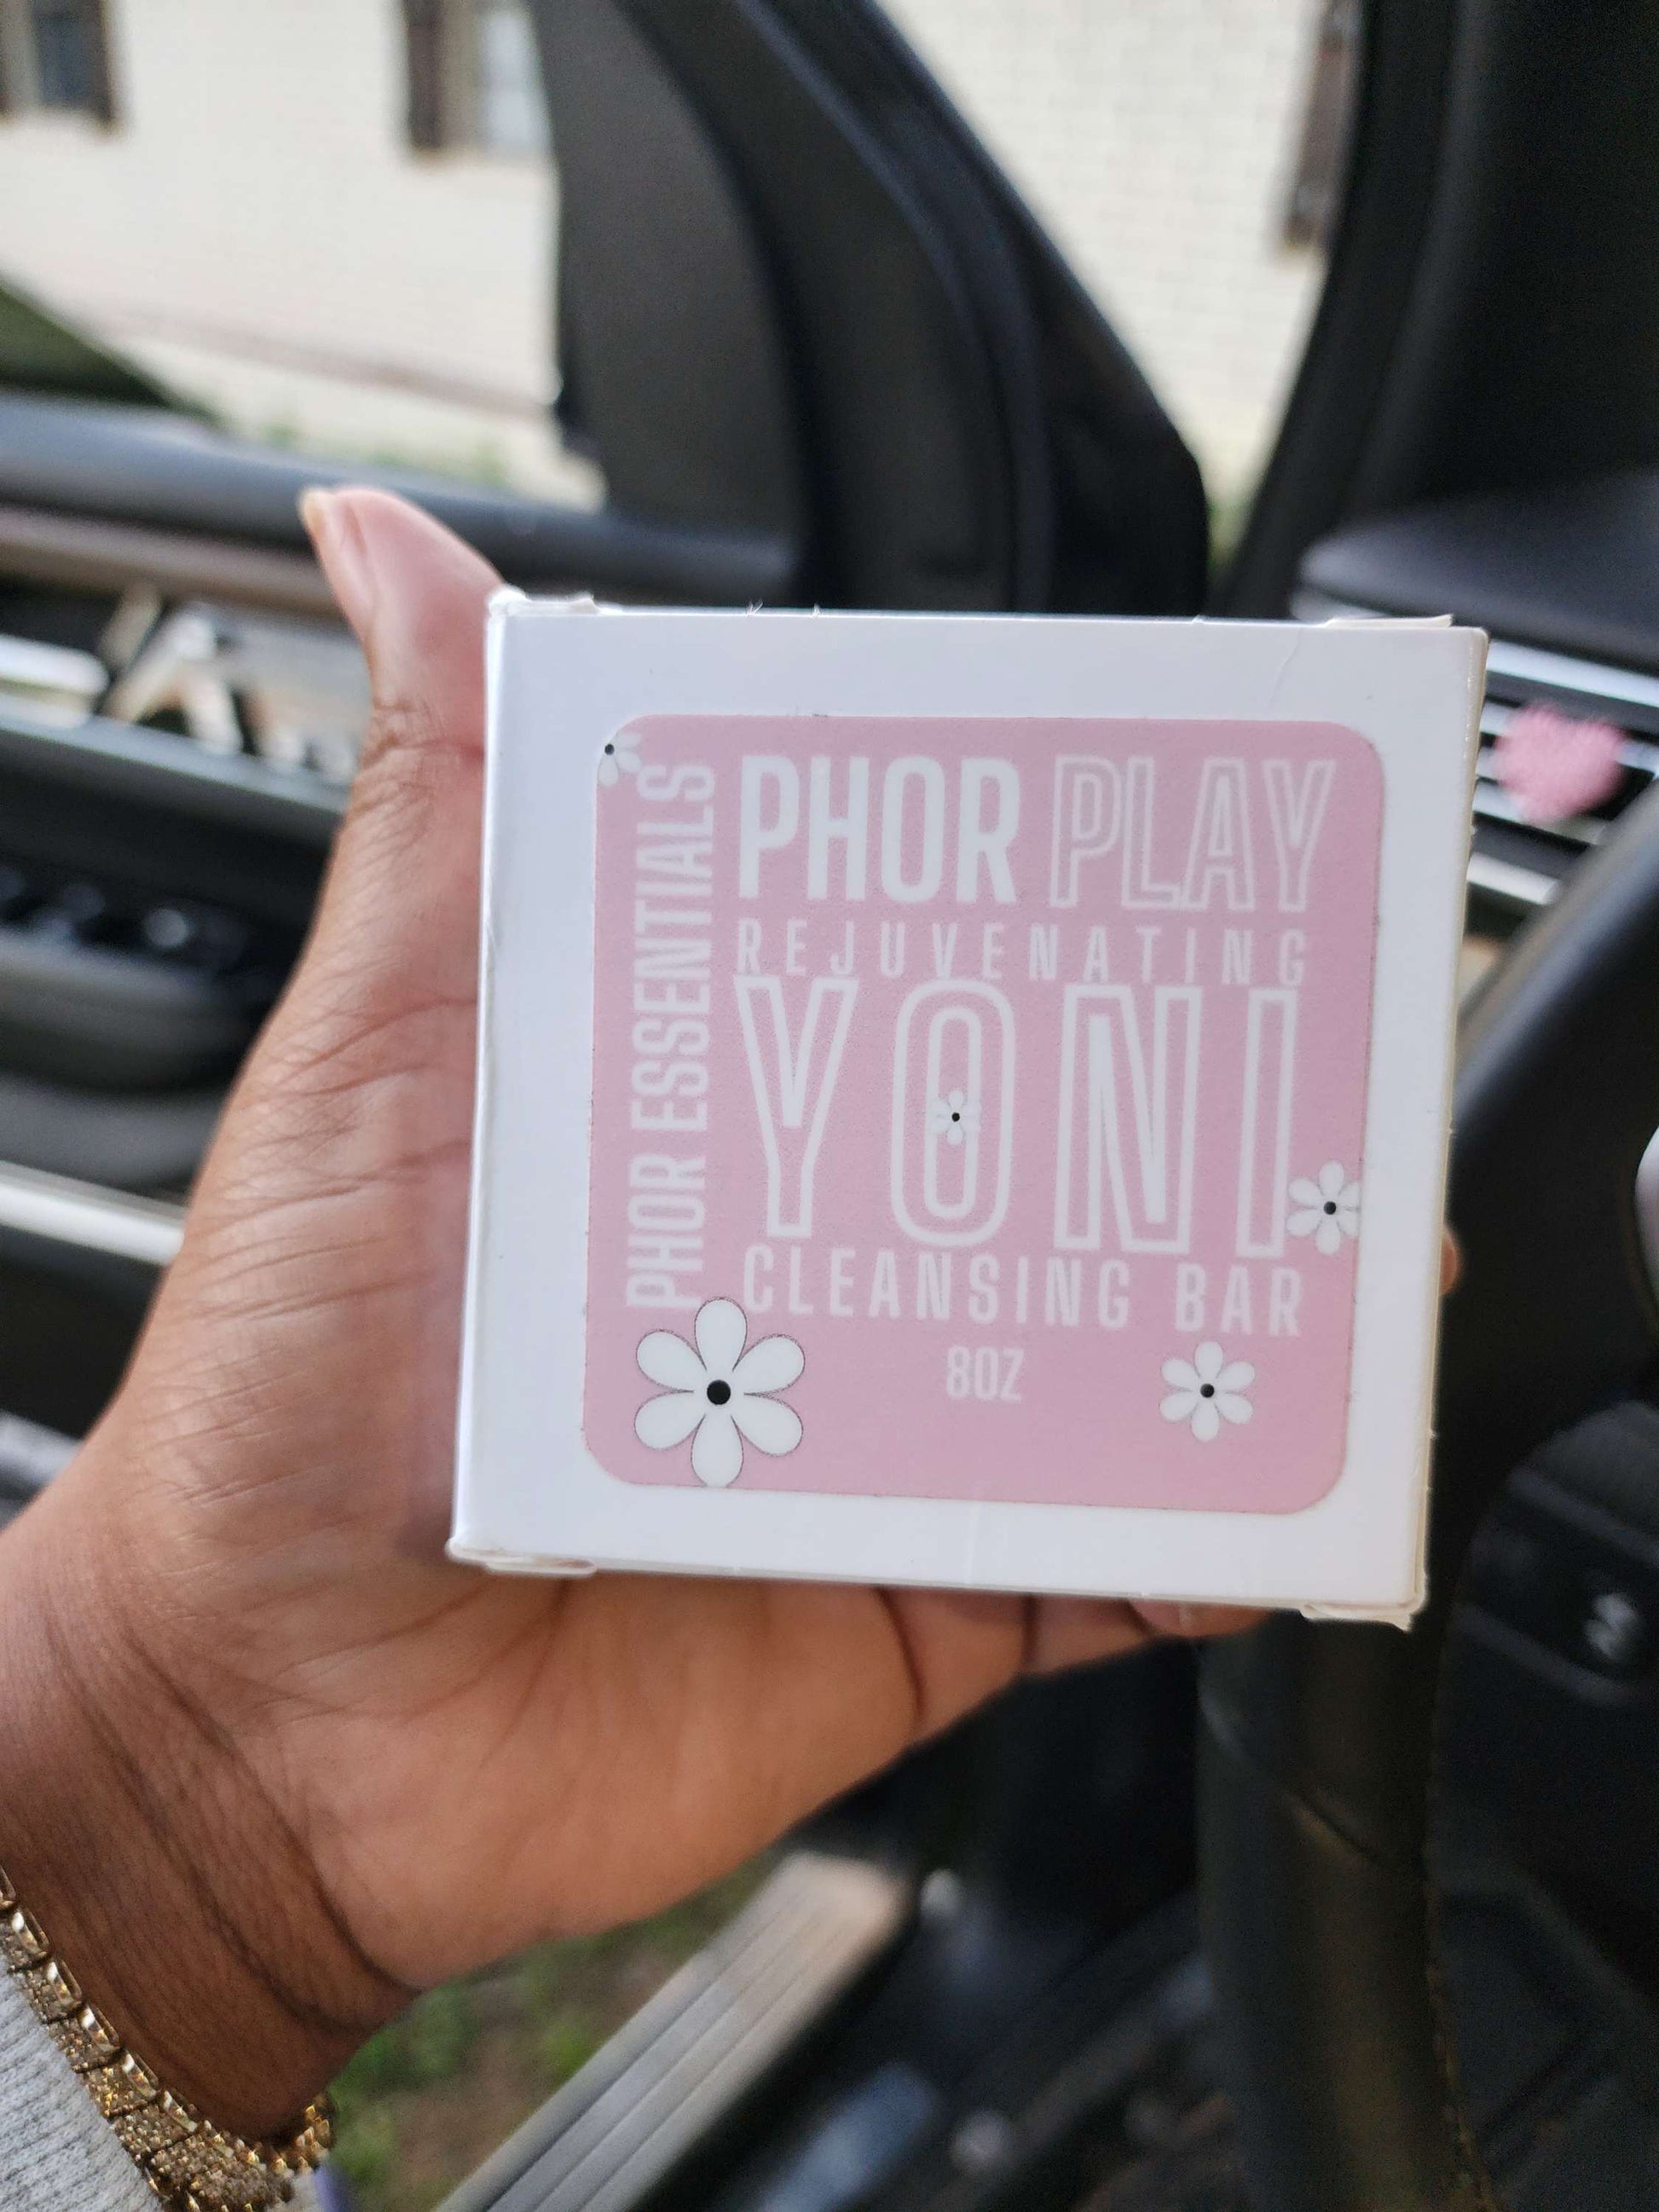 PHOR ESSENTIALS
PHOR PLAY
REJUVENATING
YONI
CLEANSING BAR
8OZ